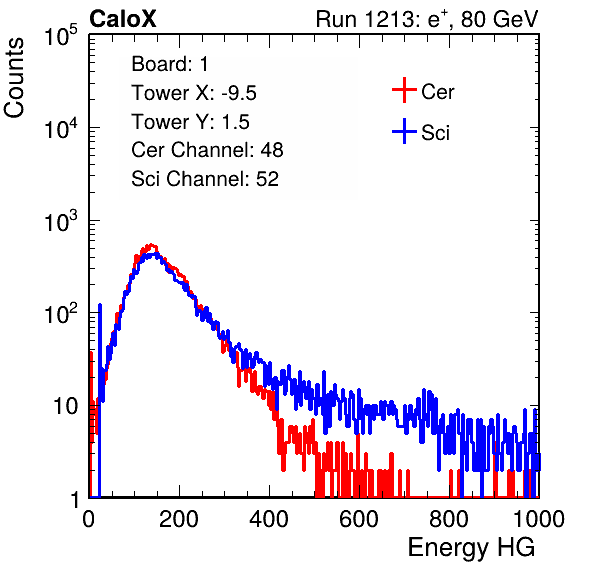 CaloX Run 1213: e⁺, 80 GeV
Counts
Board: 1
Tower X: -9.5
Tower Y: 1.5
Cer Channel: 48
Sci Channel: 52
Cer
Sci
10⁵
10⁴
10³
10²
10
1
0 200 400 600 800 1000
Energy HG